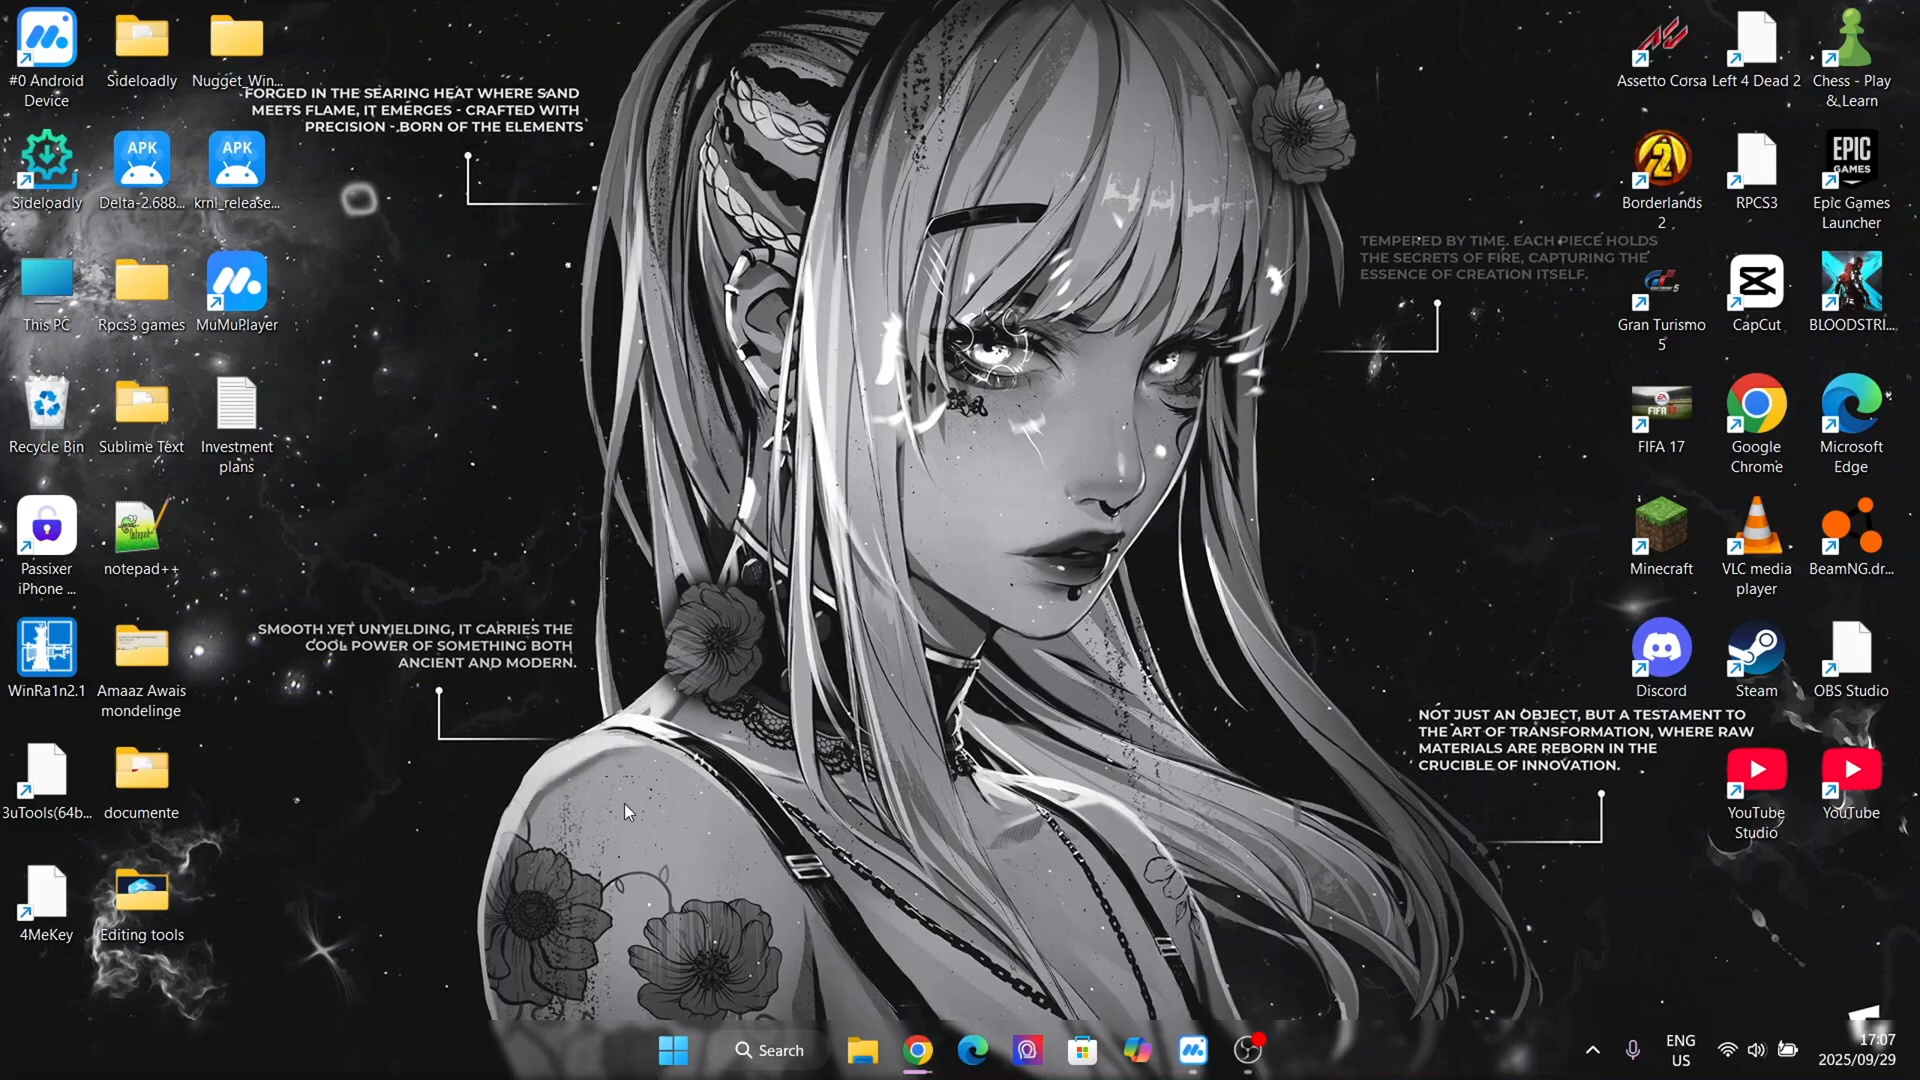 #0 Android
Device
Sideloadly
Nugget_Win...
APK
APK
Sideloadly
Delta-2.688...
krnl_release...
This PC
Rpcs3 games
MuMuPlayer
Recycle Bin
Sublime Text
Investment
plans
Passixer
iPhone ...
notepad++
WinRa1n2.1
Amaaz Awais
mondelinge
3uTools(64b...
documente
4MeKey
Editing tools
FORGED IN THE SEARING HEAT WHERE SAND
MEETS FLAME, IT EMERGES - CRAFTED WITH
PRECISION - BORN OF THE ELEMENTS
SMOOTH YET UNYIELDING, IT CARRIES THE
COOL POWER OF SOMETHING BOTH
ANCIENT AND MODERN.
TEMPERED BY TIME. EACH PIECE HOLDS
THE SECRETS OF FIRE, CAPTURING THE
ESSENCE OF CREATION ITSELF.
NOT JUST AN OBJECT, BUT A TESTAMENT TO
THE ART OF TRANSFORMATION, WHERE RAW
MATERIALS ARE REBORN IN THE
CRUCIBLE OF INNOVATION.
Assetto Corsa
Left 4 Dead 2
Chess - Play
& Learn
2
EPIC
GAMES
Borderlands
2
RPCS3
Epic Games
Launcher
Gran Turismo
5
CapCut
BLOODSTRI...
FIFA 17
Google
Chrome
Microsoft
Edge
Minecraft
VLC media
player
BeamNG.dr...
Discord
Steam
OBS Studio
YouTube
Studio
YouTube
Search
ENG
US
17:07
2025/09/29